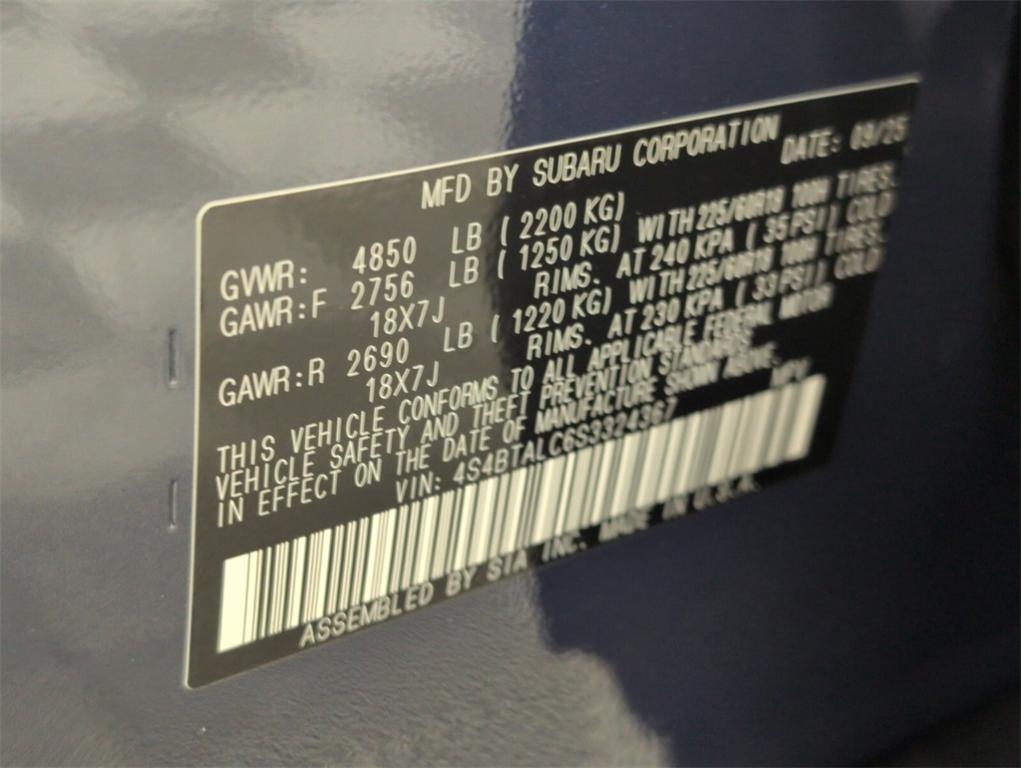 MFD BY SUBARU CORPORATION DATE: 09/25
GVWR: 4850 LB ( 2200 KG)
GAWR:F 2756 LB ( 1250 KG) WITH 225/60R18 100H TIRES.
18X7J RIMS. AT 240 KPA ( 35 PSI) COLD
GAWR:R 2690 LB ( 1220 KG) WITH 225/60R18 100H TIRES.
18X7J RIMS. AT 230 KPA ( 33 PSI) COLD
THIS VEHICLE CONFORMS TO ALL APPLICABLE FEDERAL MOTOR
VEHICLE SAFETY AND THEFT PREVENTION STANDARDS
IN EFFECT ON THE DATE OF MANUFACTURE SHOWN ABOVE.
VIN: 4S4BTALC6S3324367 MPV
ASSEMBLED BY SIA INC. MADE IN U.S.A.